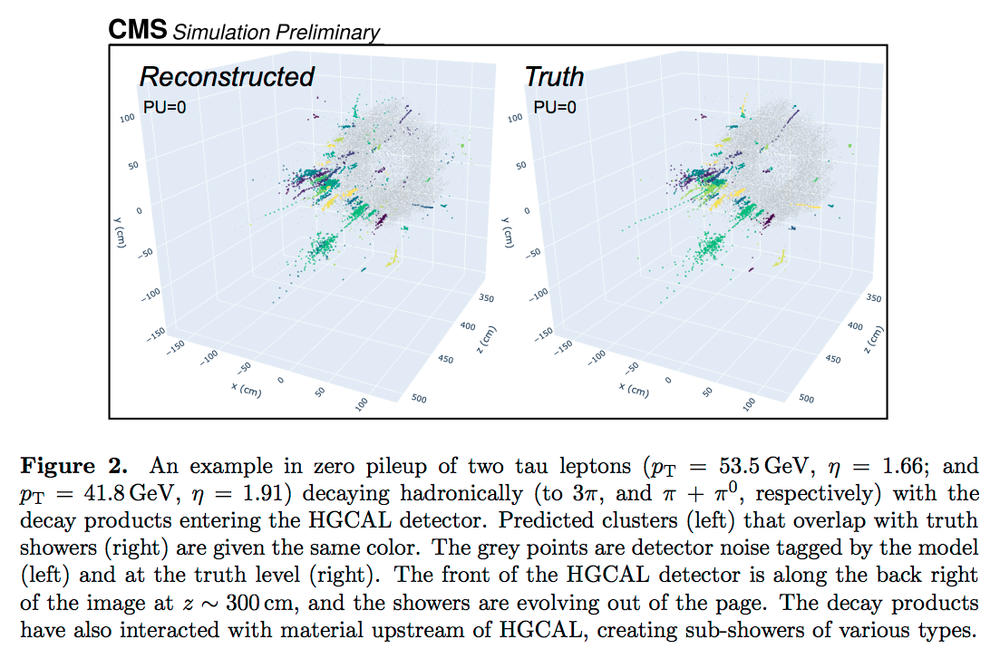 CMS Simulation Preliminary
Reconstructed
PU=0
100
50
0
−50
−100
−150
y (cm)
−150
−100
−50
0
50
100
x (cm)
350
400
450
500
z (cm)
Truth
PU=0
100
50
0
−50
−100
−150
y (cm)
−150
−100
−50
0
50
100
x (cm)
350
400
450
500
z (cm)
Figure 2. An example in zero pileup of two tau leptons (pT = 53.5 GeV, η = 1.66; and
pT = 41.8 GeV, η = 1.91) decaying hadronically (to 3π, and π + π⁰, respectively) with the
decay products entering the HGCAL detector. Predicted clusters (left) that overlap with truth
showers (right) are given the same color. The grey points are detector noise tagged by the model
(left) and at the truth level (right). The front of the HGCAL detector is along the back right
of the image at z ∼ 300 cm, and the showers are evolving out of the page. The decay products
have also interacted with material upstream of HGCAL, creating sub-showers of various types.